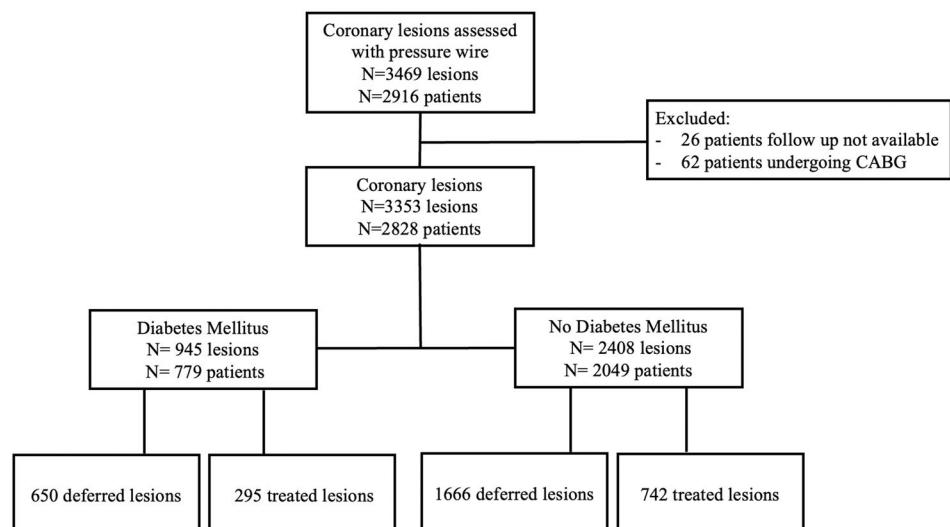 Coronary lesions assessed
with pressure wire
N=3469 lesions
N=2916 patients
Excluded:
- 26 patients follow up not available
- 62 patients undergoing CABG
Coronary lesions
N=3353 lesions
N=2828 patients
Diabetes Mellitus
N= 945 lesions
N= 779 patients
No Diabetes Mellitus
N= 2408 lesions
N= 2049 patients
650 deferred lesions
295 treated lesions
1666 deferred lesions
742 treated lesions